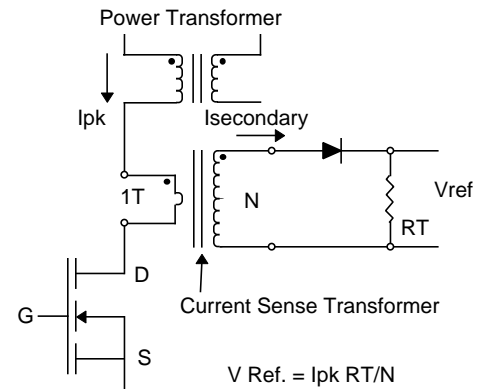 Power Transformer
Ipk
Isecondary
1T
N
Vref
RT
D
Current Sense Transformer
G
S
V Ref. = Ipk RT/N